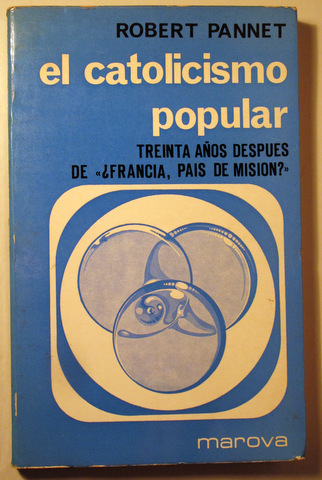 ROBERT PANNET
el catolicismo
popular
TREINTA AÑOS DESPUES
DE «¿FRANCIA, PAIS DE MISION?»
marova